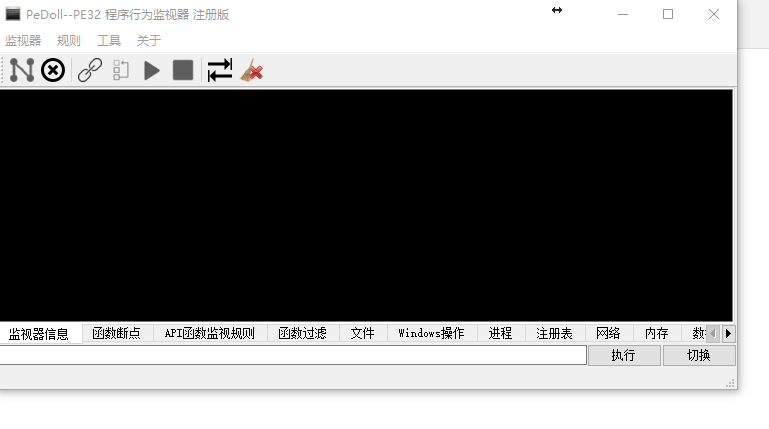 PeDoll--PE32 程序行为监视器 注册版
监视器 规则 工具 关于
监视器信息 函数断点 API函数监视规则 函数过滤 文件 Windows操作 进程 注册表 网络 内存
执行 切换